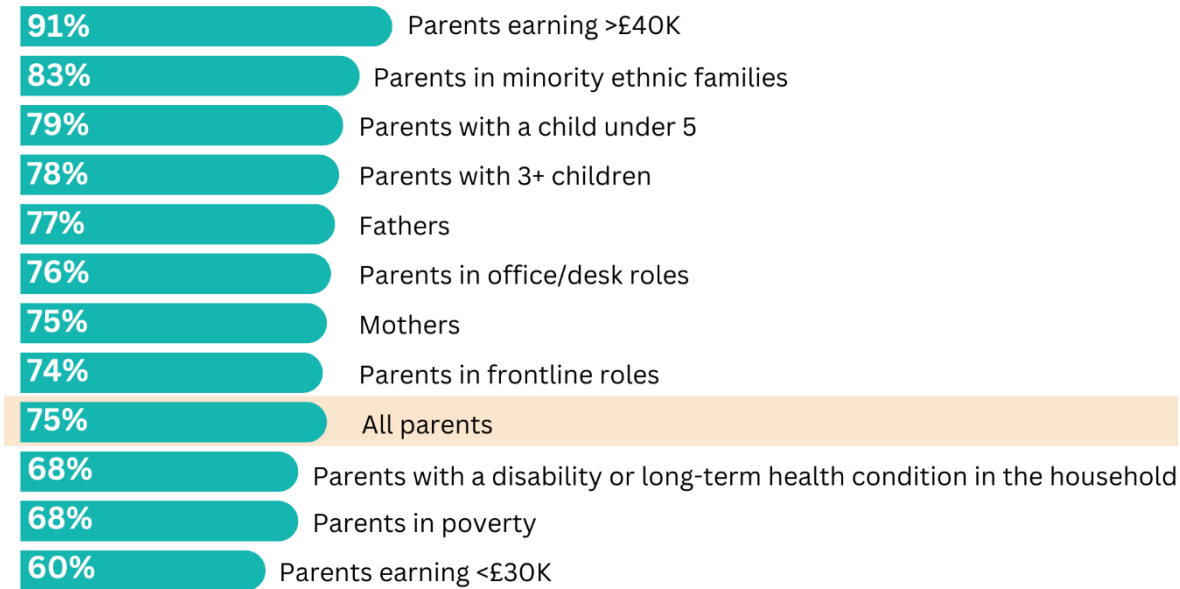 91% Parents earning >£40K
83% Parents in minority ethnic families
79% Parents with a child under 5
78% Parents with 3+ children
77% Fathers
76% Parents in office/desk roles
75% Mothers
74% Parents in frontline roles
75% All parents
68% Parents with a disability or long-term health condition in the household
68% Parents in poverty
60% Parents earning <£30K